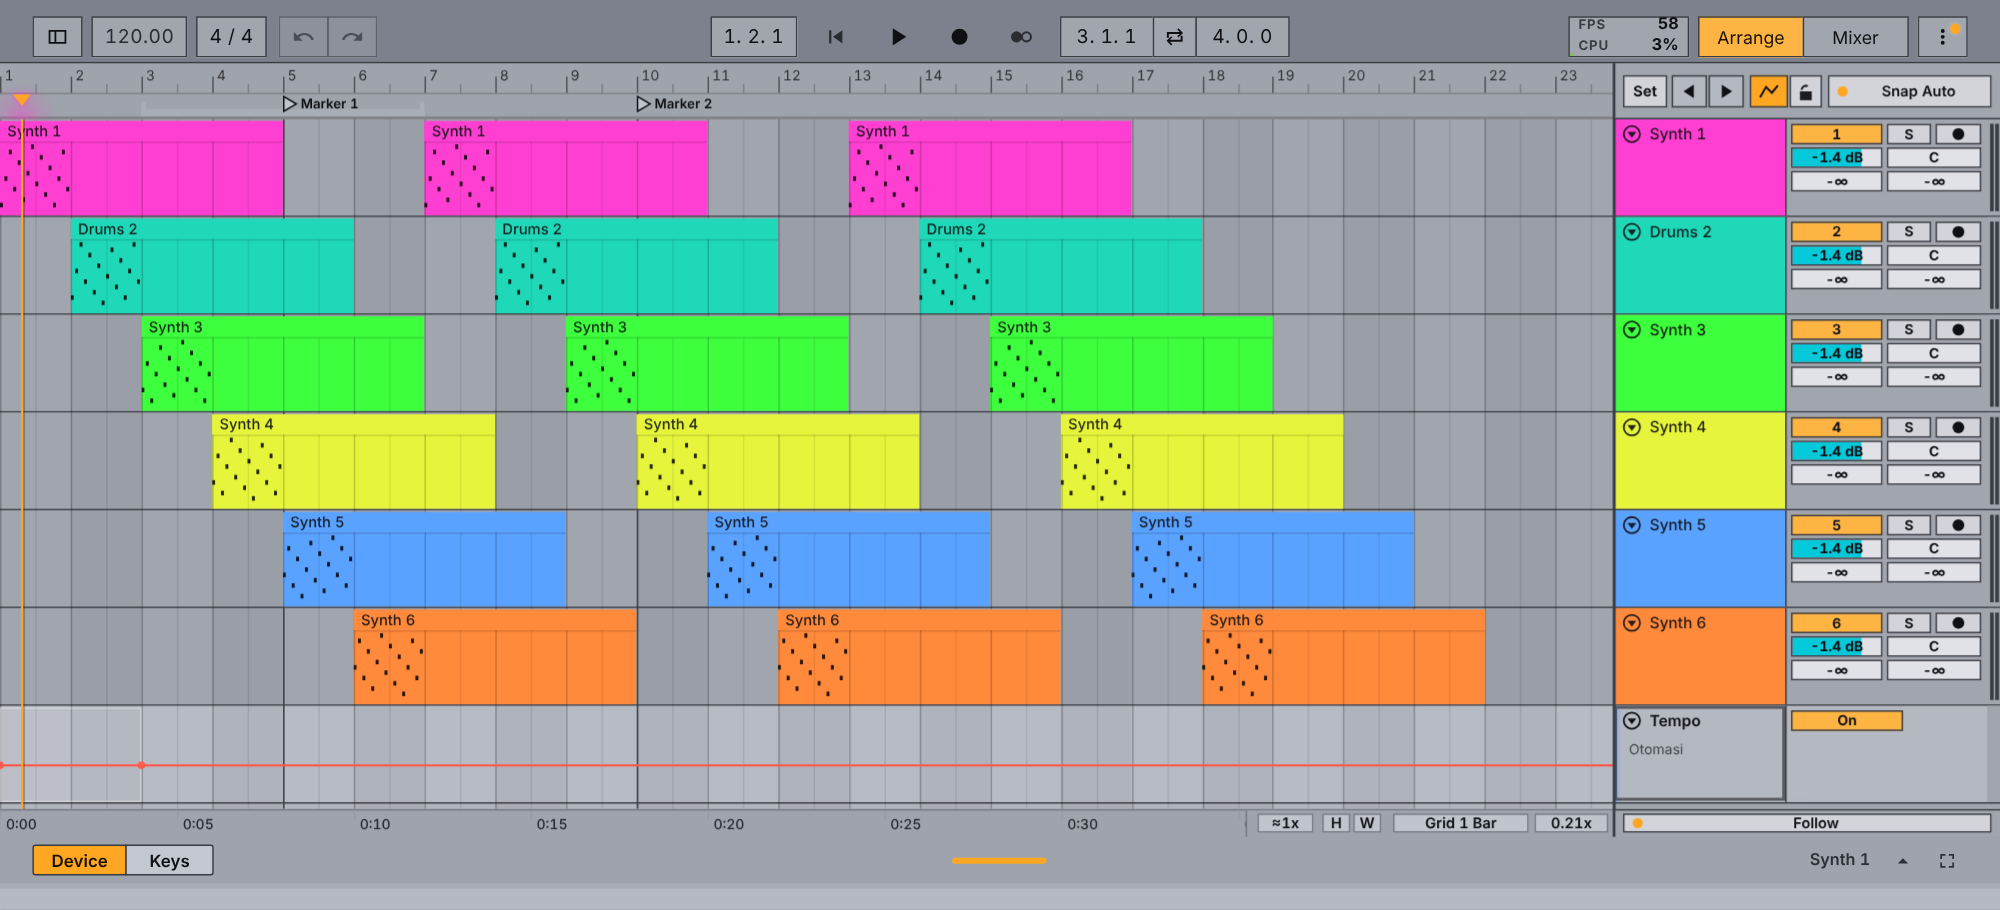 120.00
4 / 4
1. 2. 1
3. 1. 1
4. 0. 0
FPS 58
CPU 3%
Arrange
Mixer
1 2 3 4 5 6 7 8 9 10 11 12 13 14 15 16 17 18 19 20 21 22 23
Marker 1
Marker 2
Set
Snap Auto
Synth 1 Synth 1 Synth 1
Synth 1
1 S
-1.4 dB C
-∞ -∞
Drums 2 Drums 2 Drums 2
Drums 2
2 S
-1.4 dB C
-∞ -∞
Synth 3 Synth 3 Synth 3
Synth 3
3 S
-1.4 dB C
-∞ -∞
Synth 4 Synth 4 Synth 4
Synth 4
4 S
-1.4 dB C
-∞ -∞
Synth 5 Synth 5 Synth 5
Synth 5
5 S
-1.4 dB C
-∞ -∞
Synth 6 Synth 6 Synth 6
Synth 6
6 S
-1.4 dB C
-∞ -∞
Tempo
On
Otomasi
0:00 0:05 0:10 0:15 0:20 0:25 0:30
≈1x
H
W
Grid 1 Bar
0.21x
Follow
Device
Keys
Synth 1